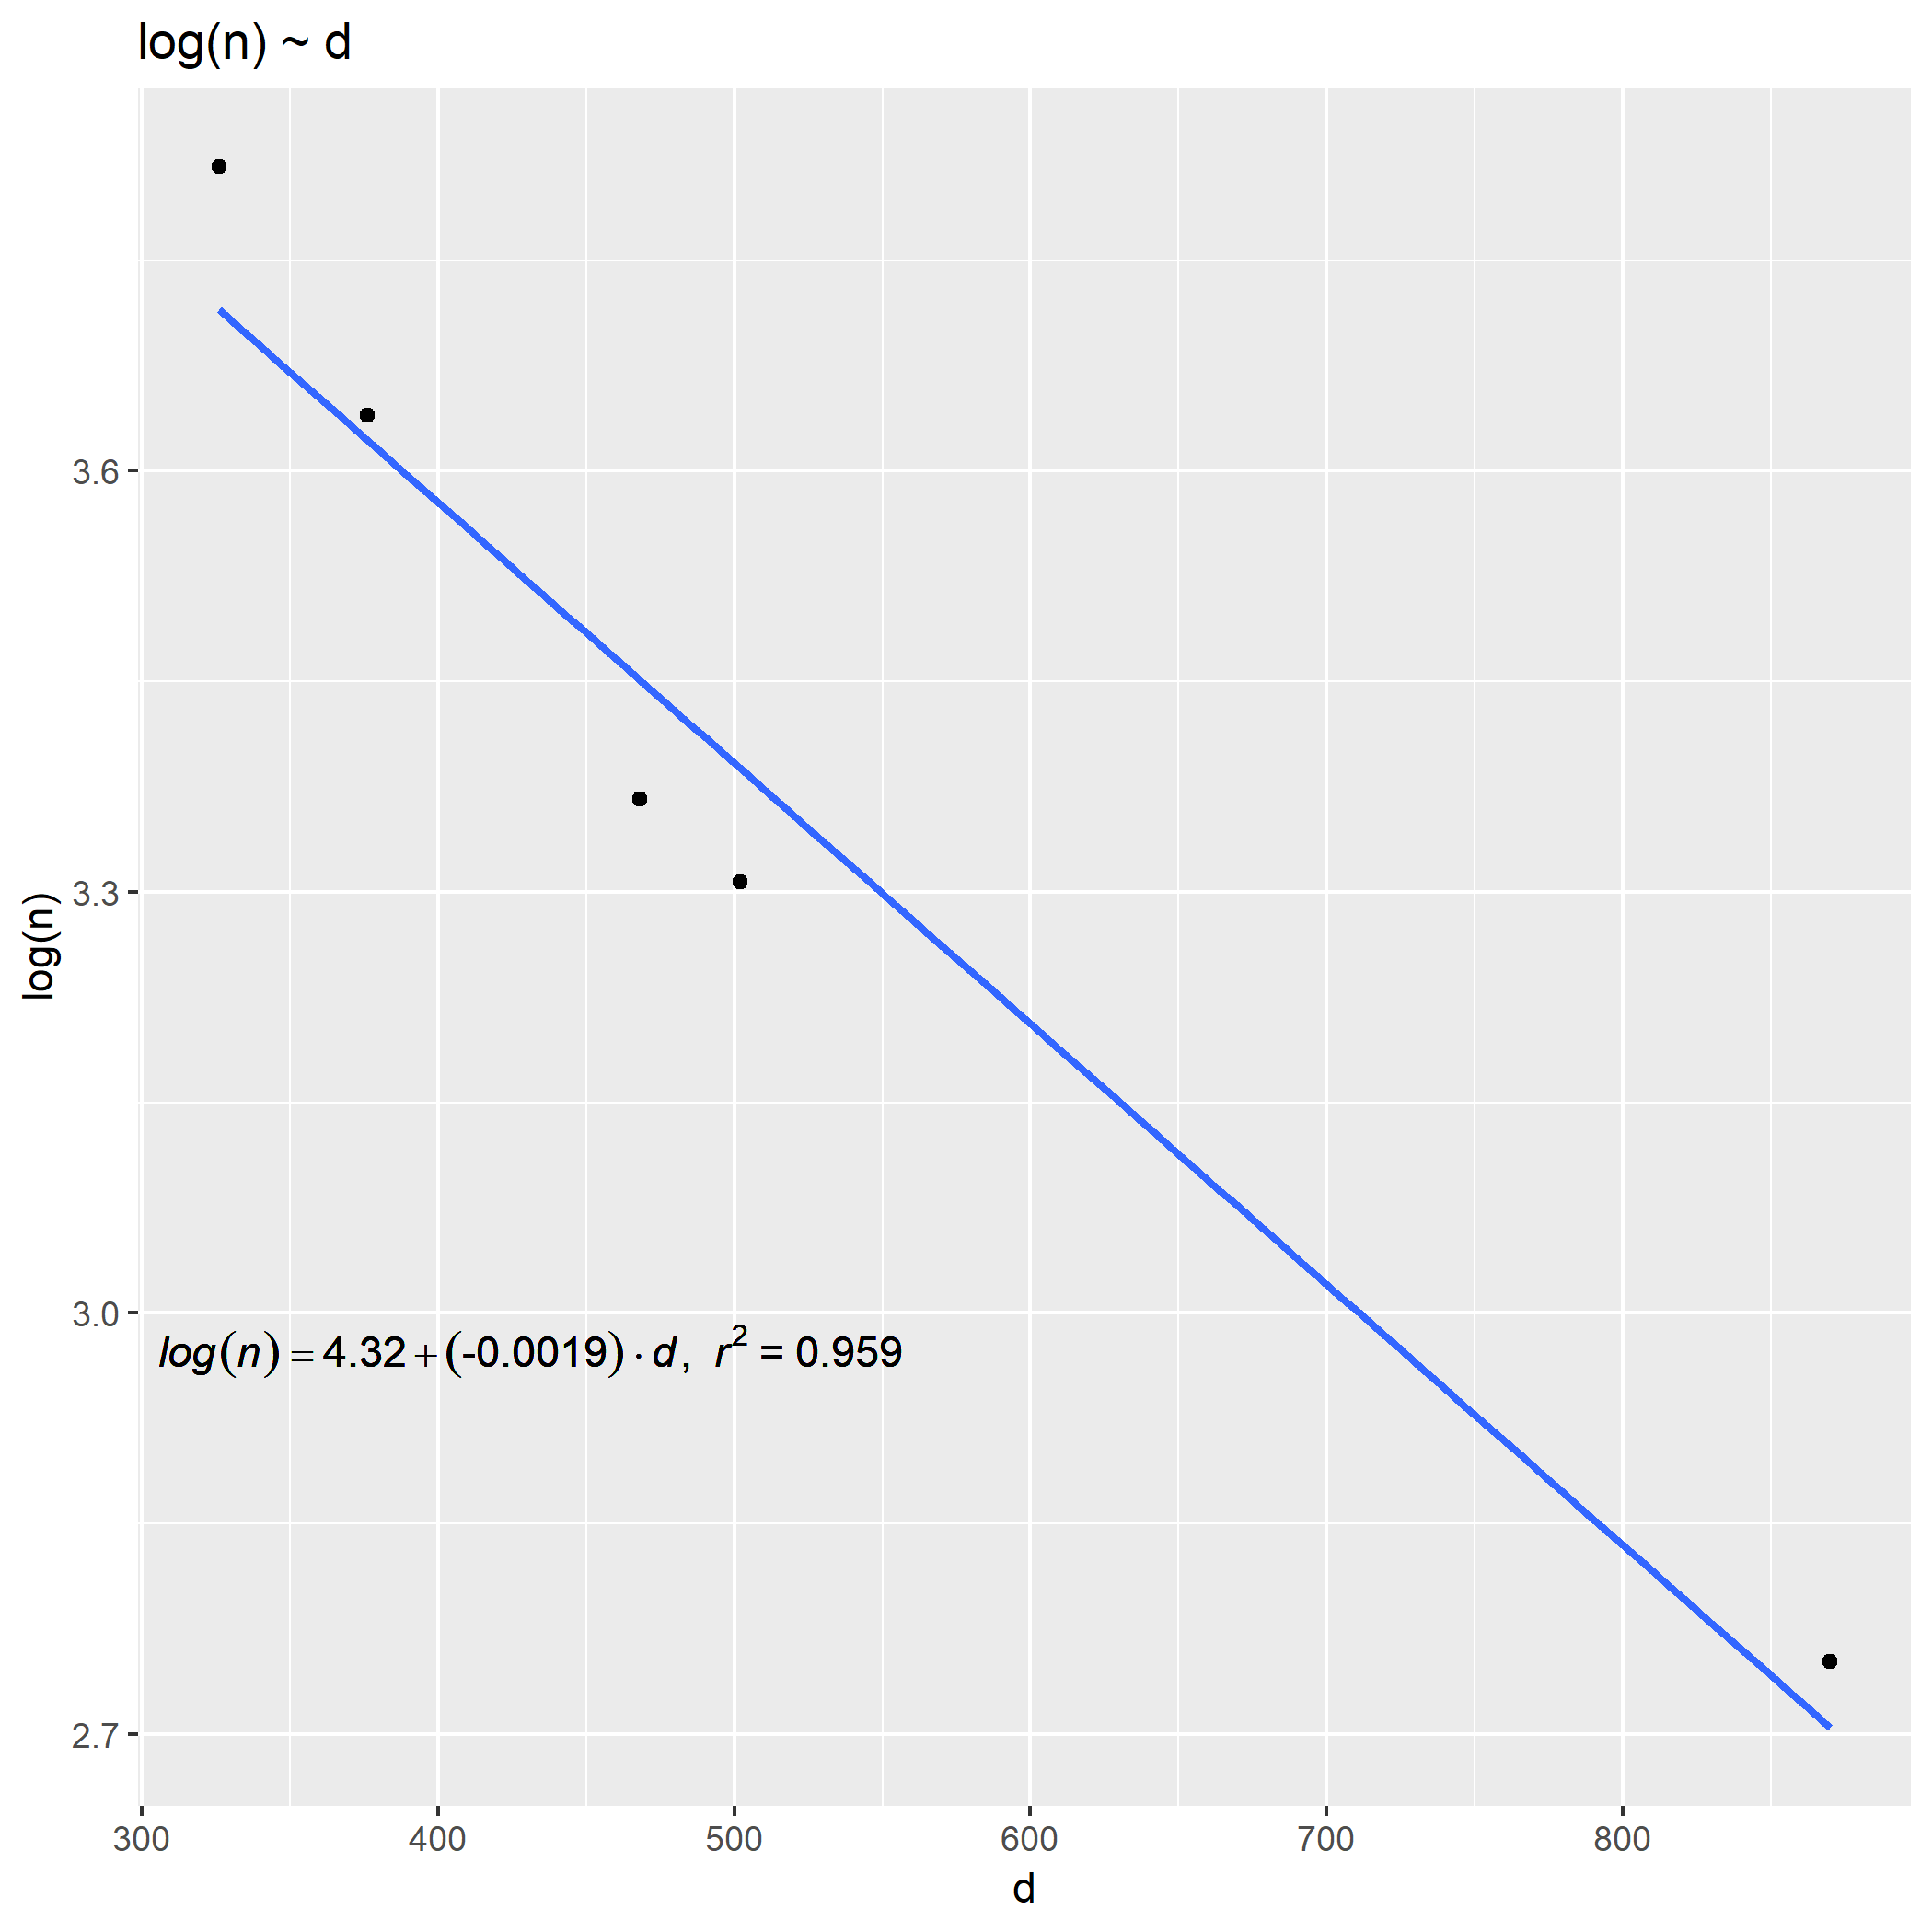 log(n) ~ d
log(n)
3.6
3.3
3.0
2.7
log(n) = 4.32 + (-0.0019) · d, r² = 0.959
300 400 500 600 700 800
d